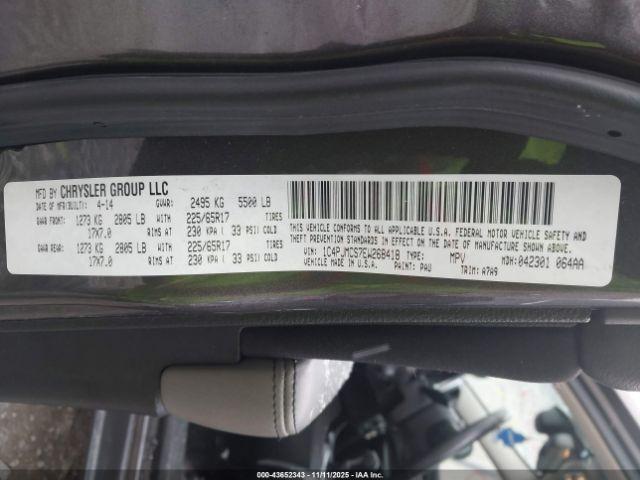 MFD BY CHRYSLER GROUP LLC
DATE OF MFR(BUILT): 4-14 GVWR: 2495 KG 5500 LB
GAWR FRONT: 1273 KG 2805 LB WITH 225/65R17 TIRES
17X7.0 RIMS AT 230 KPA ( 33 PSI) COLD
GAWR REAR: 1273 KG 2805 LB WITH 225/65R17 TIRES
17X7.0 RIMS AT 230 KPA ( 33 PSI) COLD
THIS VEHICLE CONFORMS TO ALL APPLICABLE U.S.A. FEDERAL MOTOR VEHICLE SAFETY, BUMPER, AND THEFT PREVENTION STANDARDS IN EFFECT ON THE DATE OF MANUFACTURE SHOWN ABOVE.
VIN: 1C4PJMCS7EW268418 TYPE: MPV MDH: 042301 064AA
VEHICLE MADE IN U.S.A. PAINT: PAU TRIM: A7A9
000-43652343 - 11/11/2025 - IAA Inc.